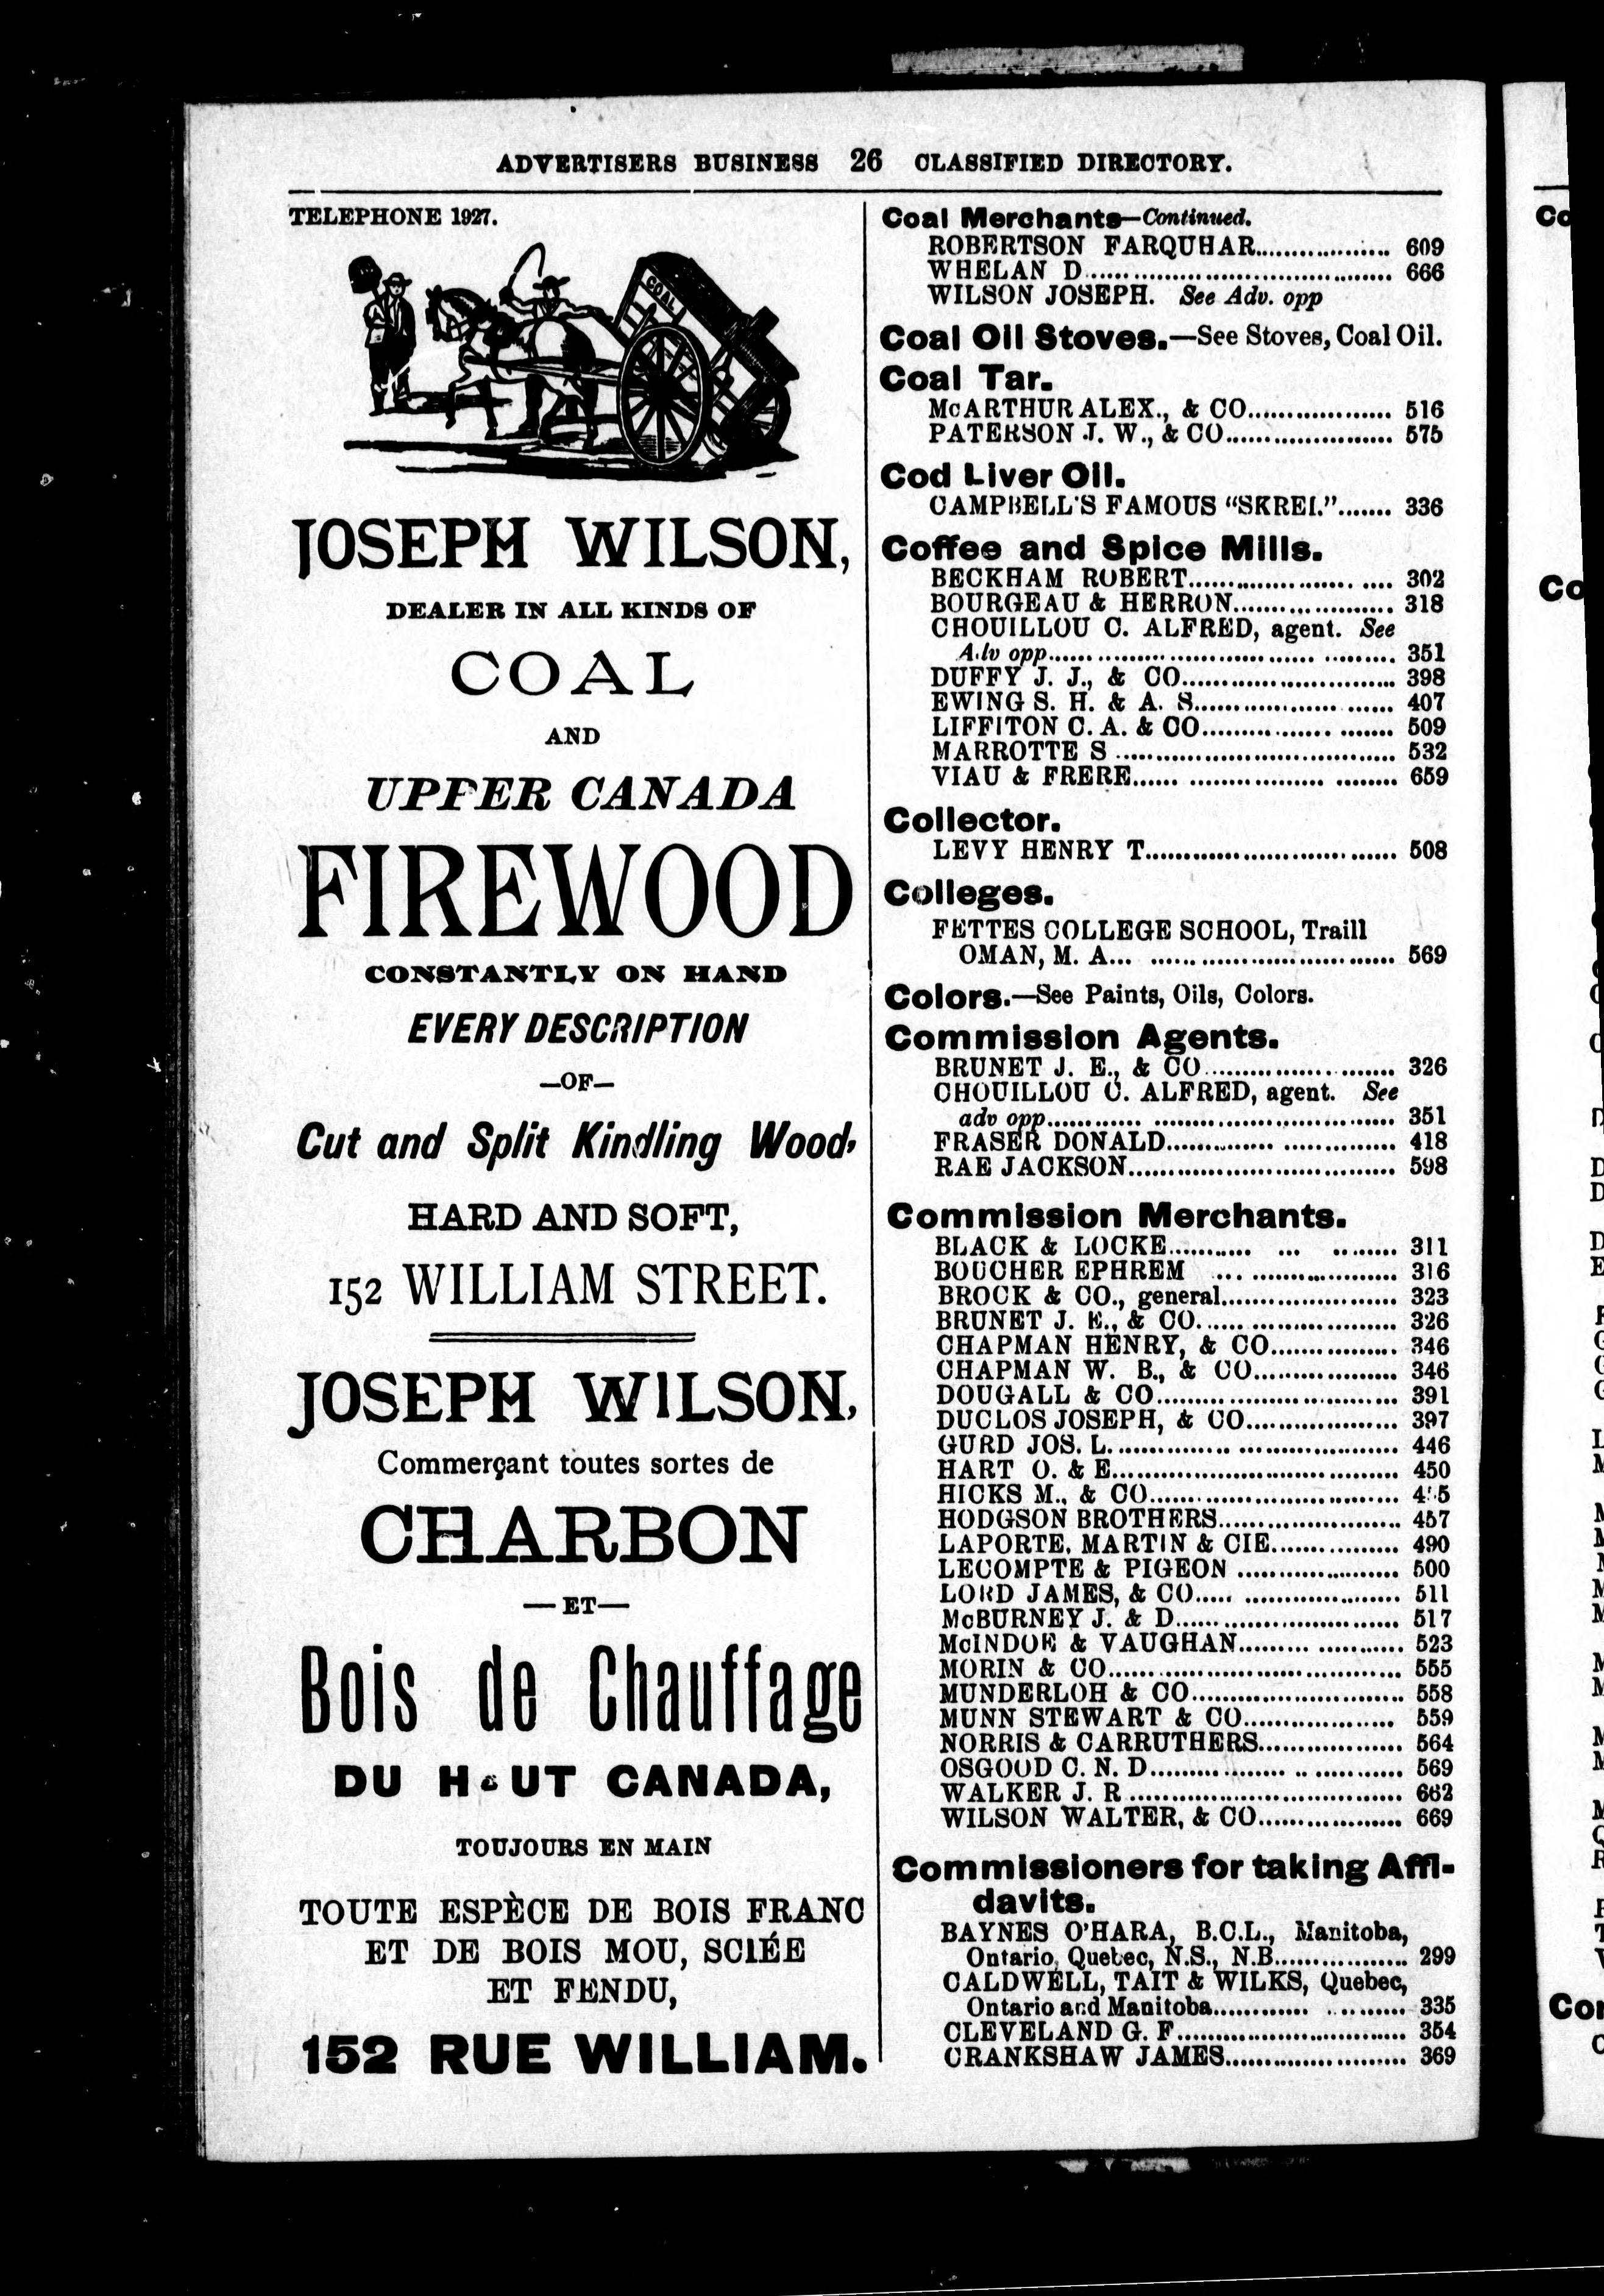 ADVERTISERS BUSINESS 26 CLASSIFIED DIRECTORY.
TELEPHONE 1927.
COAL
JOSEPH WILSON,
DEALER IN ALL KINDS OF
COAL
AND
UPPER CANADA
FIREWOOD
CONSTANTLY ON HAND
EVERY DESCRIPTION
—OF—
Cut and Split Kindling Wood,
HARD AND SOFT,
152 WILLIAM STREET.
JOSEPH WILSON,
Commerçant toutes sortes de
CHARBON
—ET—
Bois de Chauffage
DU HAUT CANADA,
TOUJOURS EN MAIN
TOUTE ESPÈCE DE BOIS FRANC
ET DE BOIS MOU, SCIÉE
ET FENDU,
152 RUE WILLIAM.
Coal Merchants—Continued.
ROBERTSON FARQUHAR.................. 609
WHELAN D........................................ 666
WILSON JOSEPH. See Adv. opp
Coal Oil Stoves.—See Stoves, Coal Oil.
Coal Tar.
McARTHUR ALEX., & CO.................. 516
PATERSON J. W., & CO...................... 575
Cod Liver Oil.
CAMPBELL'S FAMOUS "SKREI."....... 336
Coffee and Spice Mills.
BECKHAM ROBERT........................... 302
BOURGEAU & HERRON..................... 318
CHOUILLOU C. ALFRED, agent. See
Adv opp............................................. 351
DUFFY J. J., & CO............................ 398
EWING S. H. & A. S.......................... 407
LIFFITON C. A. & CO......................... 509
MARROTTE S .................................... 532
VIAU & FRERE.................................. 659
Collector.
LEVY HENRY T................................. 508
Colleges.
FETTES COLLEGE SCHOOL, Traill
OMAN, M. A..................................... 569
Colors.—See Paints, Oils, Colors.
Commission Agents.
BRUNET J. E., & CO......................... 326
CHOUILLOU C. ALFRED, agent. See
adv opp............................................. 351
FRASER DONALD.............................. 418
RAE JACKSON................................... 598
Commission Merchants.
BLACK & LOCKE.............................. 311
BOUCHER EPHREM ....................... 316
BROCK & CO., general....................... 323
BRUNET J. E., & CO.......................... 326
CHAPMAN HENRY, & CO................. 346
CHAPMAN W. B., & CO................... 346
DOUGALL & CO................................ 391
DUCLOS JOSEPH, & CO.................... 397
GURD JOS. L..................................... 446
HART O. & E..................................... 450
HICKS M., & CO................................
HODGSON BROTHERS....................... 457
LAPORTE, MARTIN & CIE................. 490
LECOMPTE & PIGEON ..................... 500
LORD JAMES, & CO.......................... 511
McBURNEY J. & D............................. 517
McINDOE & VAUGHAN..................... 523
MORIN & CO..................................... 555
MUNDERLOH & CO........................... 558
MUNN STEWART & CO.................... 559
NORRIS & CARRUTHERS................... 564
OSGOOD C. N. D................................ 569
WALKER J. R .................................... 662
WILSON WALTER, & CO................... 669
Commissioners for taking Affi-
davits.
BAYNES O'HARA, B.C.L., Manitoba,
Ontario, Quebec, N.S., N.B................. 299
CALDWELL, TAIT & WILKS, Quebec,
Ontario and Manitoba........................ 335
CLEVELAND G. F.............................. 354
CRANKSHAW JAMES........................ 369